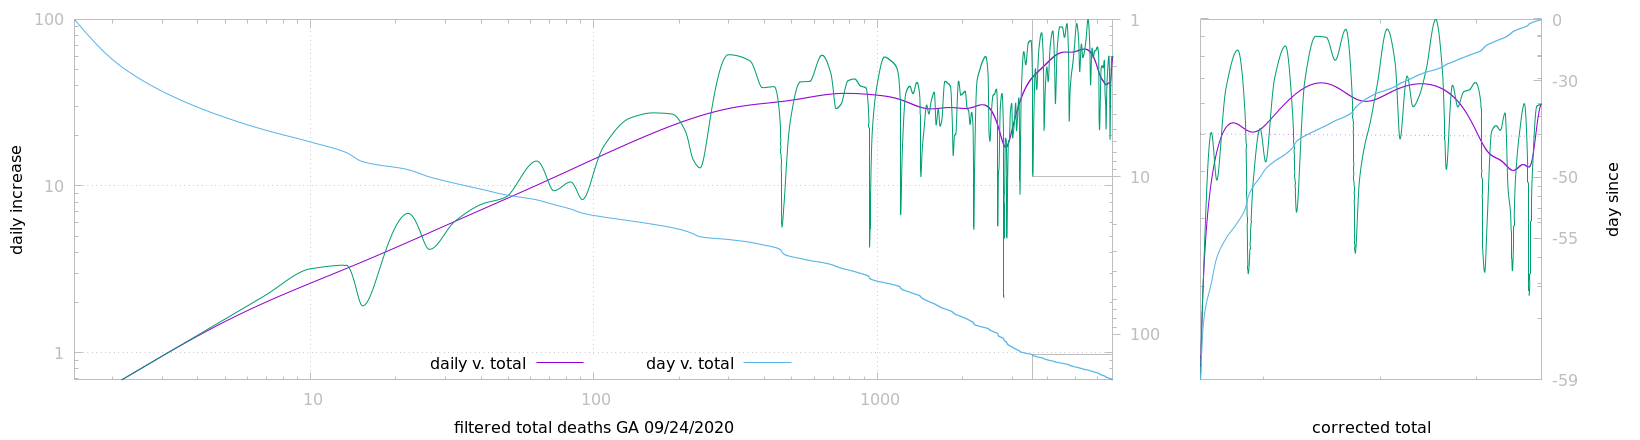 100
10
1
daily increase
10
100
1000
filtered total deaths GA 09/24/2020
daily v. total
day v. total
1
10
100
0
-30
-50
-55
-59
day since
corrected total